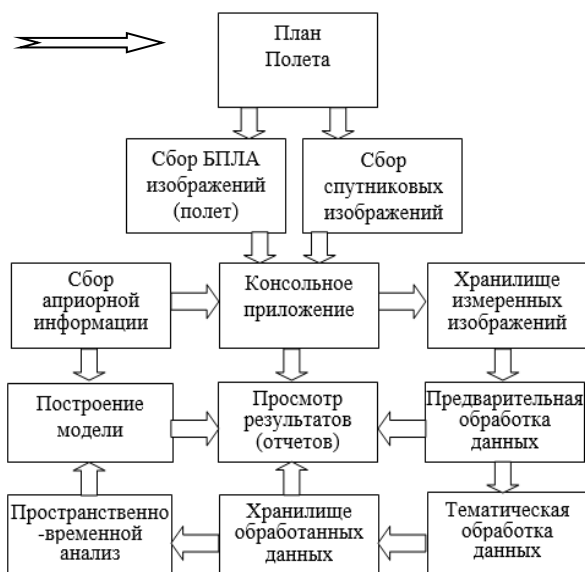 План
Полета
Сбор БПЛА
изображений
(полет)
Сбор
спутниковых
изображений
Сбор
априорной
информации
Консольное
приложение
Хранилище
измеренных
изображений
Построение
модели
Просмотр
результатов
(отчетов)
Предварительная
обработка
данных
Пространственно
-временной
анализ
Хранилище
обработанных
данных
Тематическая
обработка
данных